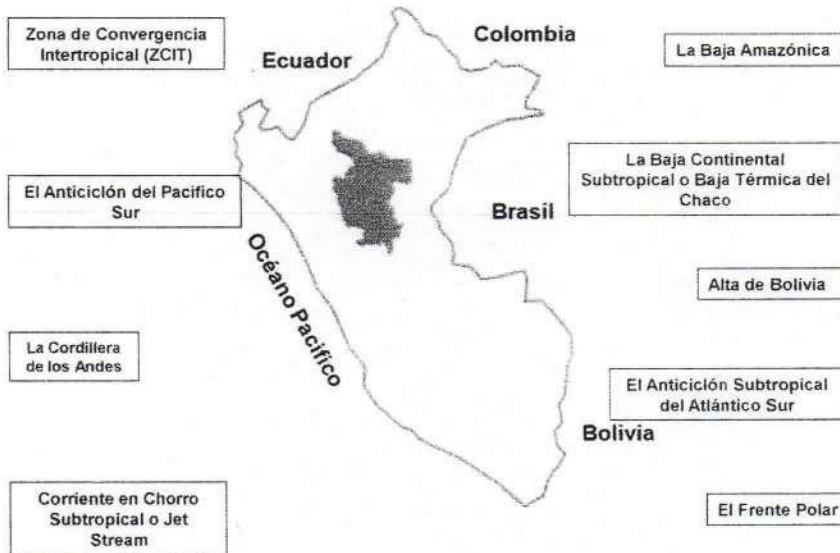 Zona de Convergencia
Intertropical (ZCIT)
Ecuador
Colombia
La Baja Amazónica
El Anticiclón del Pacifico
Sur
La Baja Continental
Subtropical o Baja Térmica del
Chaco
Brasil
Océano Pacifico
Alta de Bolivia
La Cordillera
de los Andes
El Anticiclón Subtropical
del Atlántico Sur
Bolivia
Corriente en Chorro
Subtropical o Jet
Stream
El Frente Polar